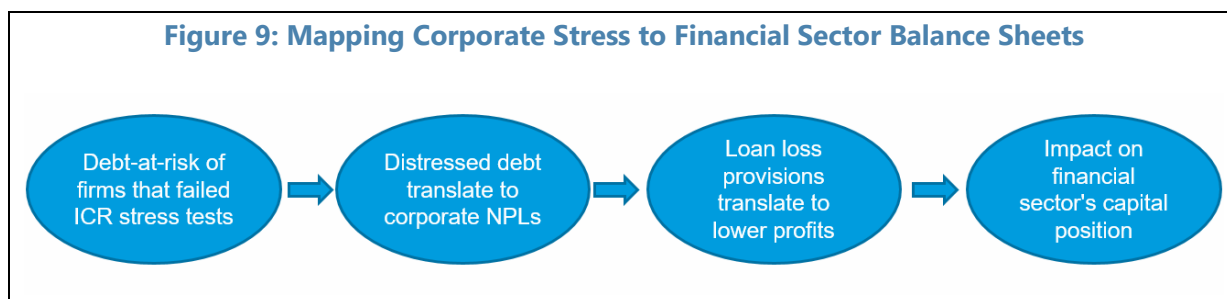 Figure 9: Mapping Corporate Stress to Financial Sector Balance Sheets
Debt-at-risk of
firms that failed
ICR stress tests
Distressed debt
translate to
corporate NPLs
Loan loss
provisions
translate to
lower profits
Impact on
financial
sector's capital
position